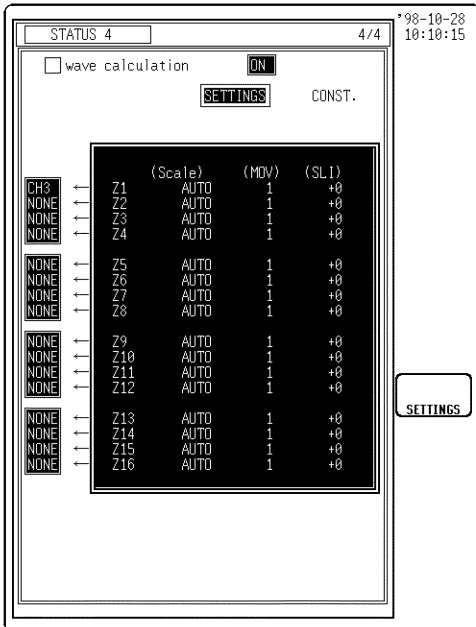 '98-10-28
STATUS 4 4/4 10:10:15
wave calculation ON
SETTINGS CONST.
(Scale) (MOV) (SLI)
CH3 ← Z1 AUTO 1 +0
NONE ← Z2 AUTO 1 +0
NONE ← Z3 AUTO 1 +0
NONE ← Z4 AUTO 1 +0
NONE ← Z5 AUTO 1 +0
NONE ← Z6 AUTO 1 +0
NONE ← Z7 AUTO 1 +0
NONE ← Z8 AUTO 1 +0
NONE ← Z9 AUTO 1 +0
NONE ← Z10 AUTO 1 +0
NONE ← Z11 AUTO 1 +0
NONE ← Z12 AUTO 1 +0
SETTINGS
NONE ← Z13 AUTO 1 +0
NONE ← Z14 AUTO 1 +0
NONE ← Z15 AUTO 1 +0
NONE ← Z16 AUTO 1 +0